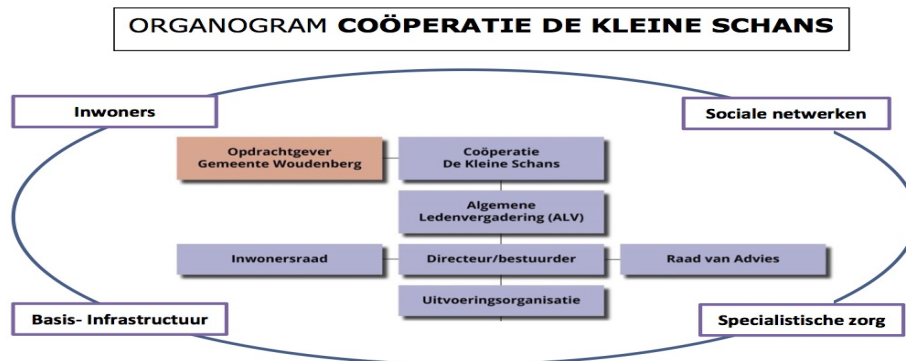 ORGANOGRAM COÖPERATIE DE KLEINE SCHANS
Inwoners
Sociale netwerken
Opdrachtgever
Gemeente Woudenberg
Coöperatie
De Kleine Schans
Algemene
Ledenvergadering (ALV)
Inwonersraad
Directeur/bestuurder
Raad van Advies
Uitvoeringsorganisatie
Basis- Infrastructuur
Specialistische zorg